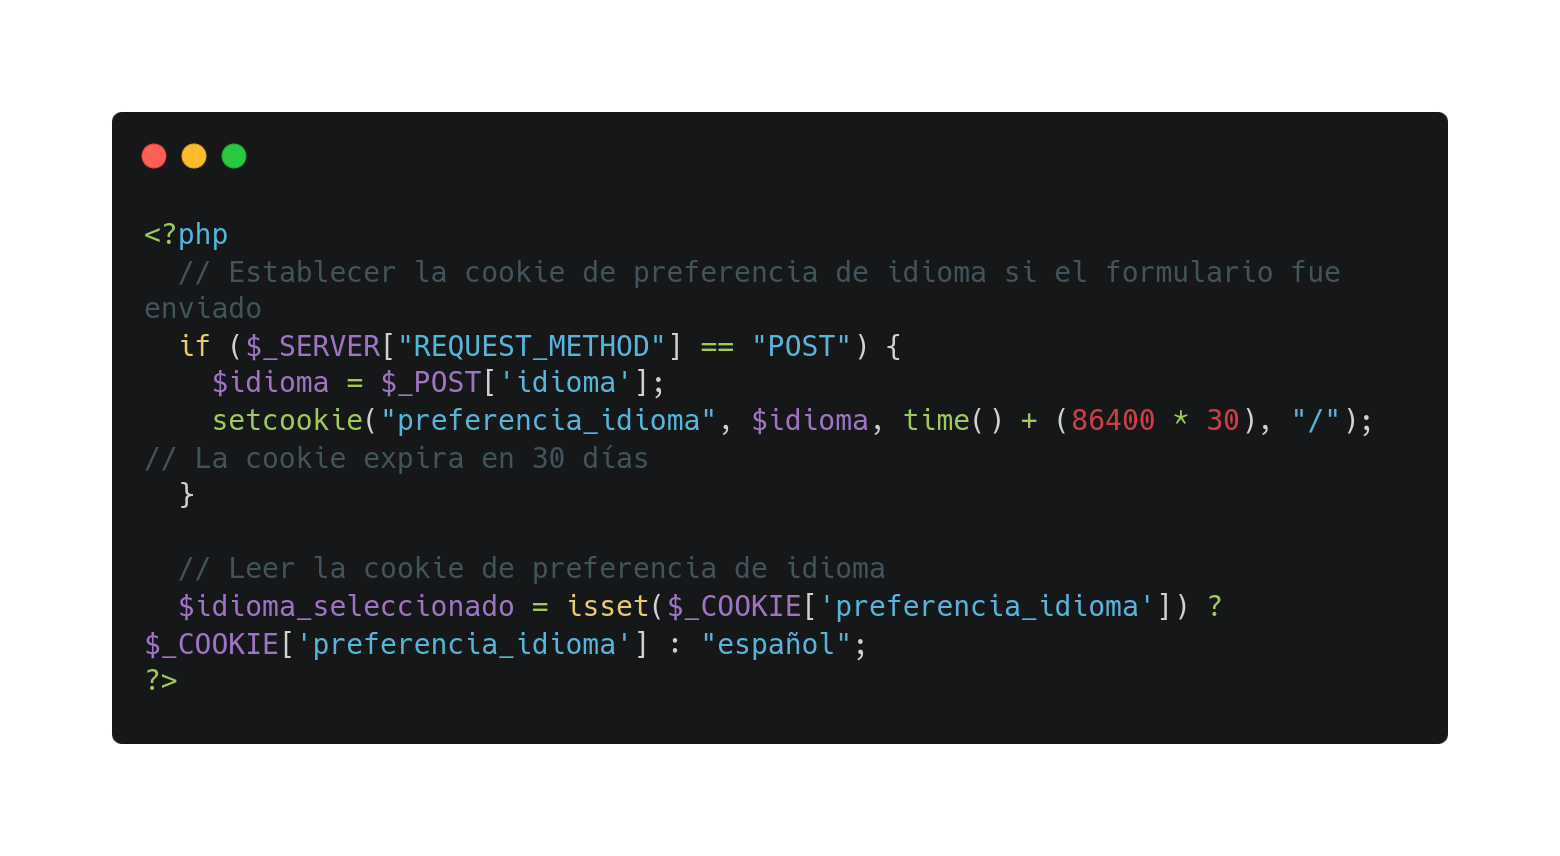 <?php
  // Establecer la cookie de preferencia de idioma si el formulario fue
enviado
  if ($_SERVER["REQUEST_METHOD"] == "POST") {
    $idioma = $_POST['idioma'];
    setcookie("preferencia_idioma", $idioma, time() + (86400 * 30), "/");
// La cookie expira en 30 días
  }

  // Leer la cookie de preferencia de idioma
  $idioma_seleccionado = isset($_COOKIE['preferencia_idioma']) ?
$_COOKIE['preferencia_idioma'] : "español";
?>